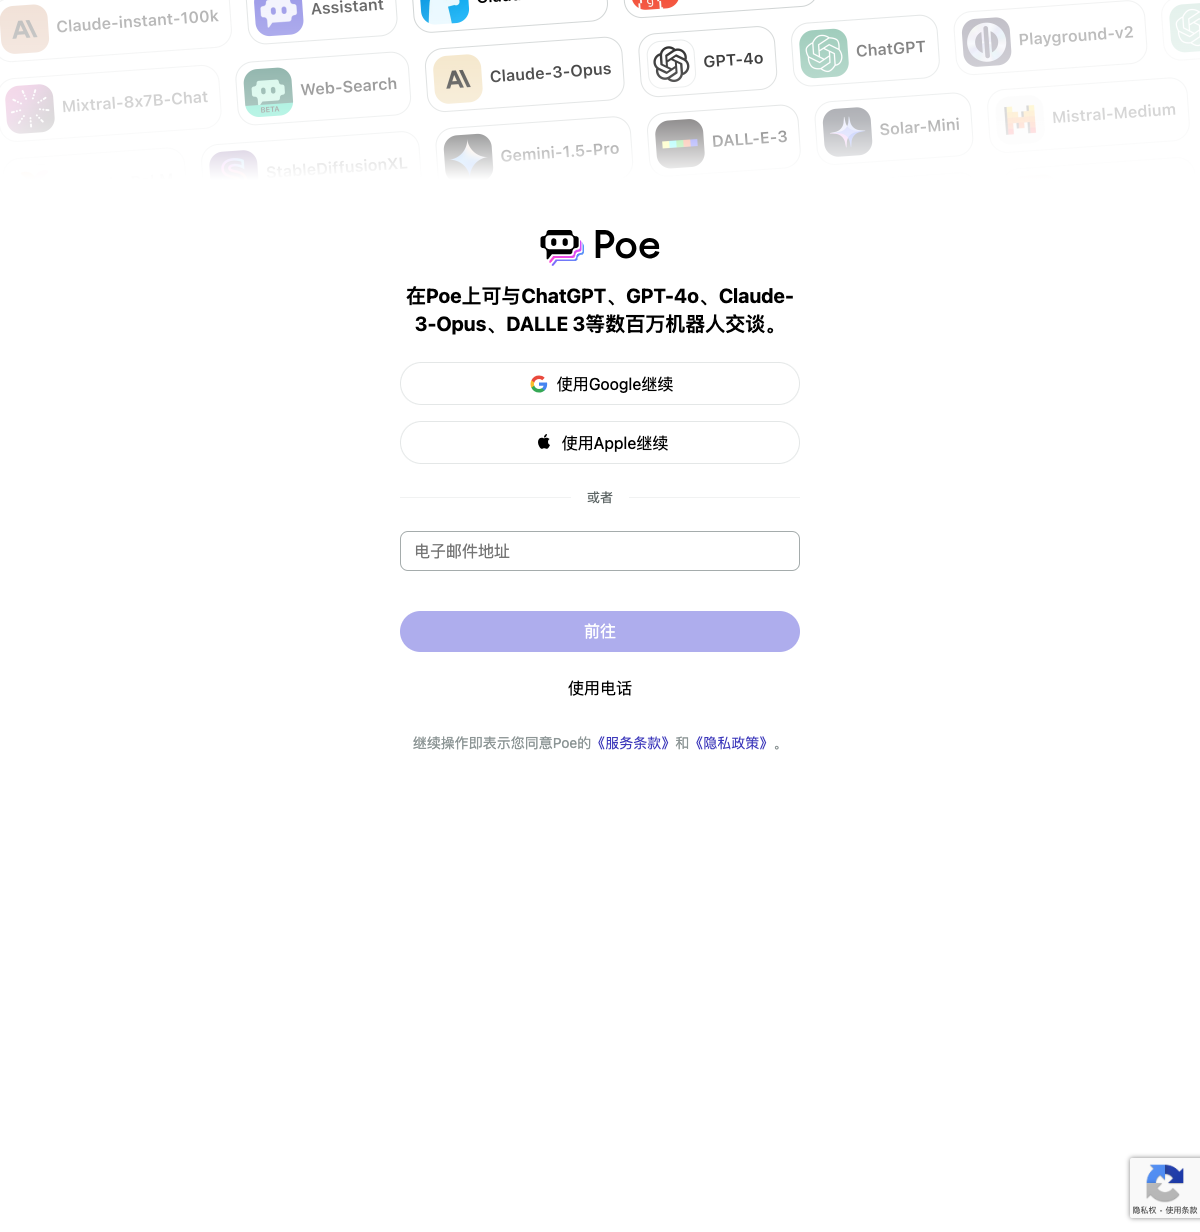 Claude-instant-100k
Assistant
Mixtral-8x7B-Chat
Web-Search
BETA
Claude-3-Opus
GPT-4o
ChatGPT
Playground-v2
StableDiffusionXL
Gemini-1.5-Pro
DALL-E-3
Solar-Mini
Mistral-Medium
Poe
在Poe上可与ChatGPT、GPT-4o、Claude-
3-Opus、DALLE 3等数百万机器人交谈。
使用Google继续
使用Apple继续
或者
电子邮件地址
前往
使用电话
继续操作即表示您同意Poe的《服务条款》和《隐私政策》。
隐私权 - 使用条款